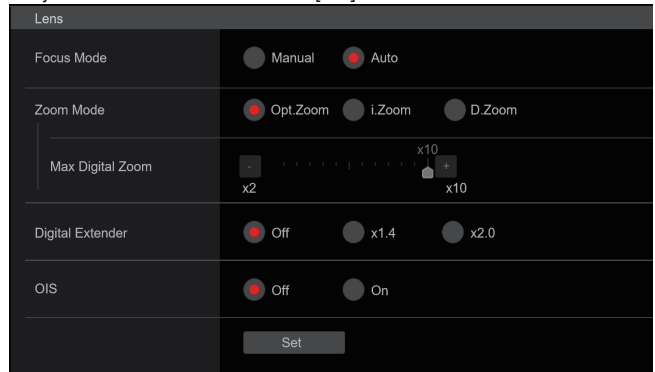 Lens
Focus Mode Manual Auto
Zoom Mode Opt.Zoom i.Zoom D.Zoom
x10
Max Digital Zoom - +
x2 x10
Digital Extender Off x1.4 x2.0
OIS Off On
Set